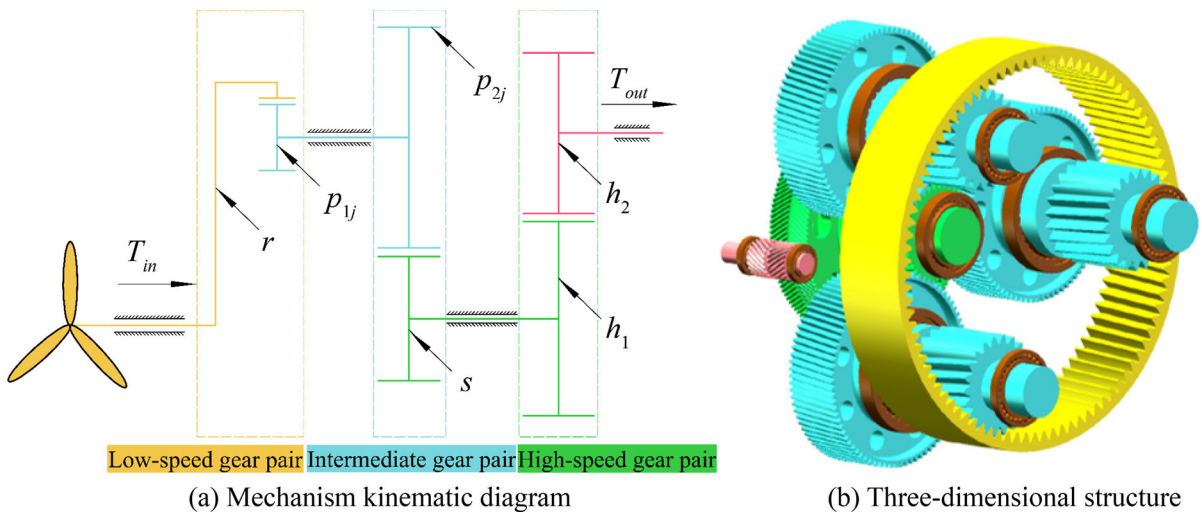 p2j
Tout
p1j
h2
r
Tin
h1
s
Low-speed gear pair Intermediate gear pair High-speed gear pair
(a) Mechanism kinematic diagram (b) Three-dimensional structure